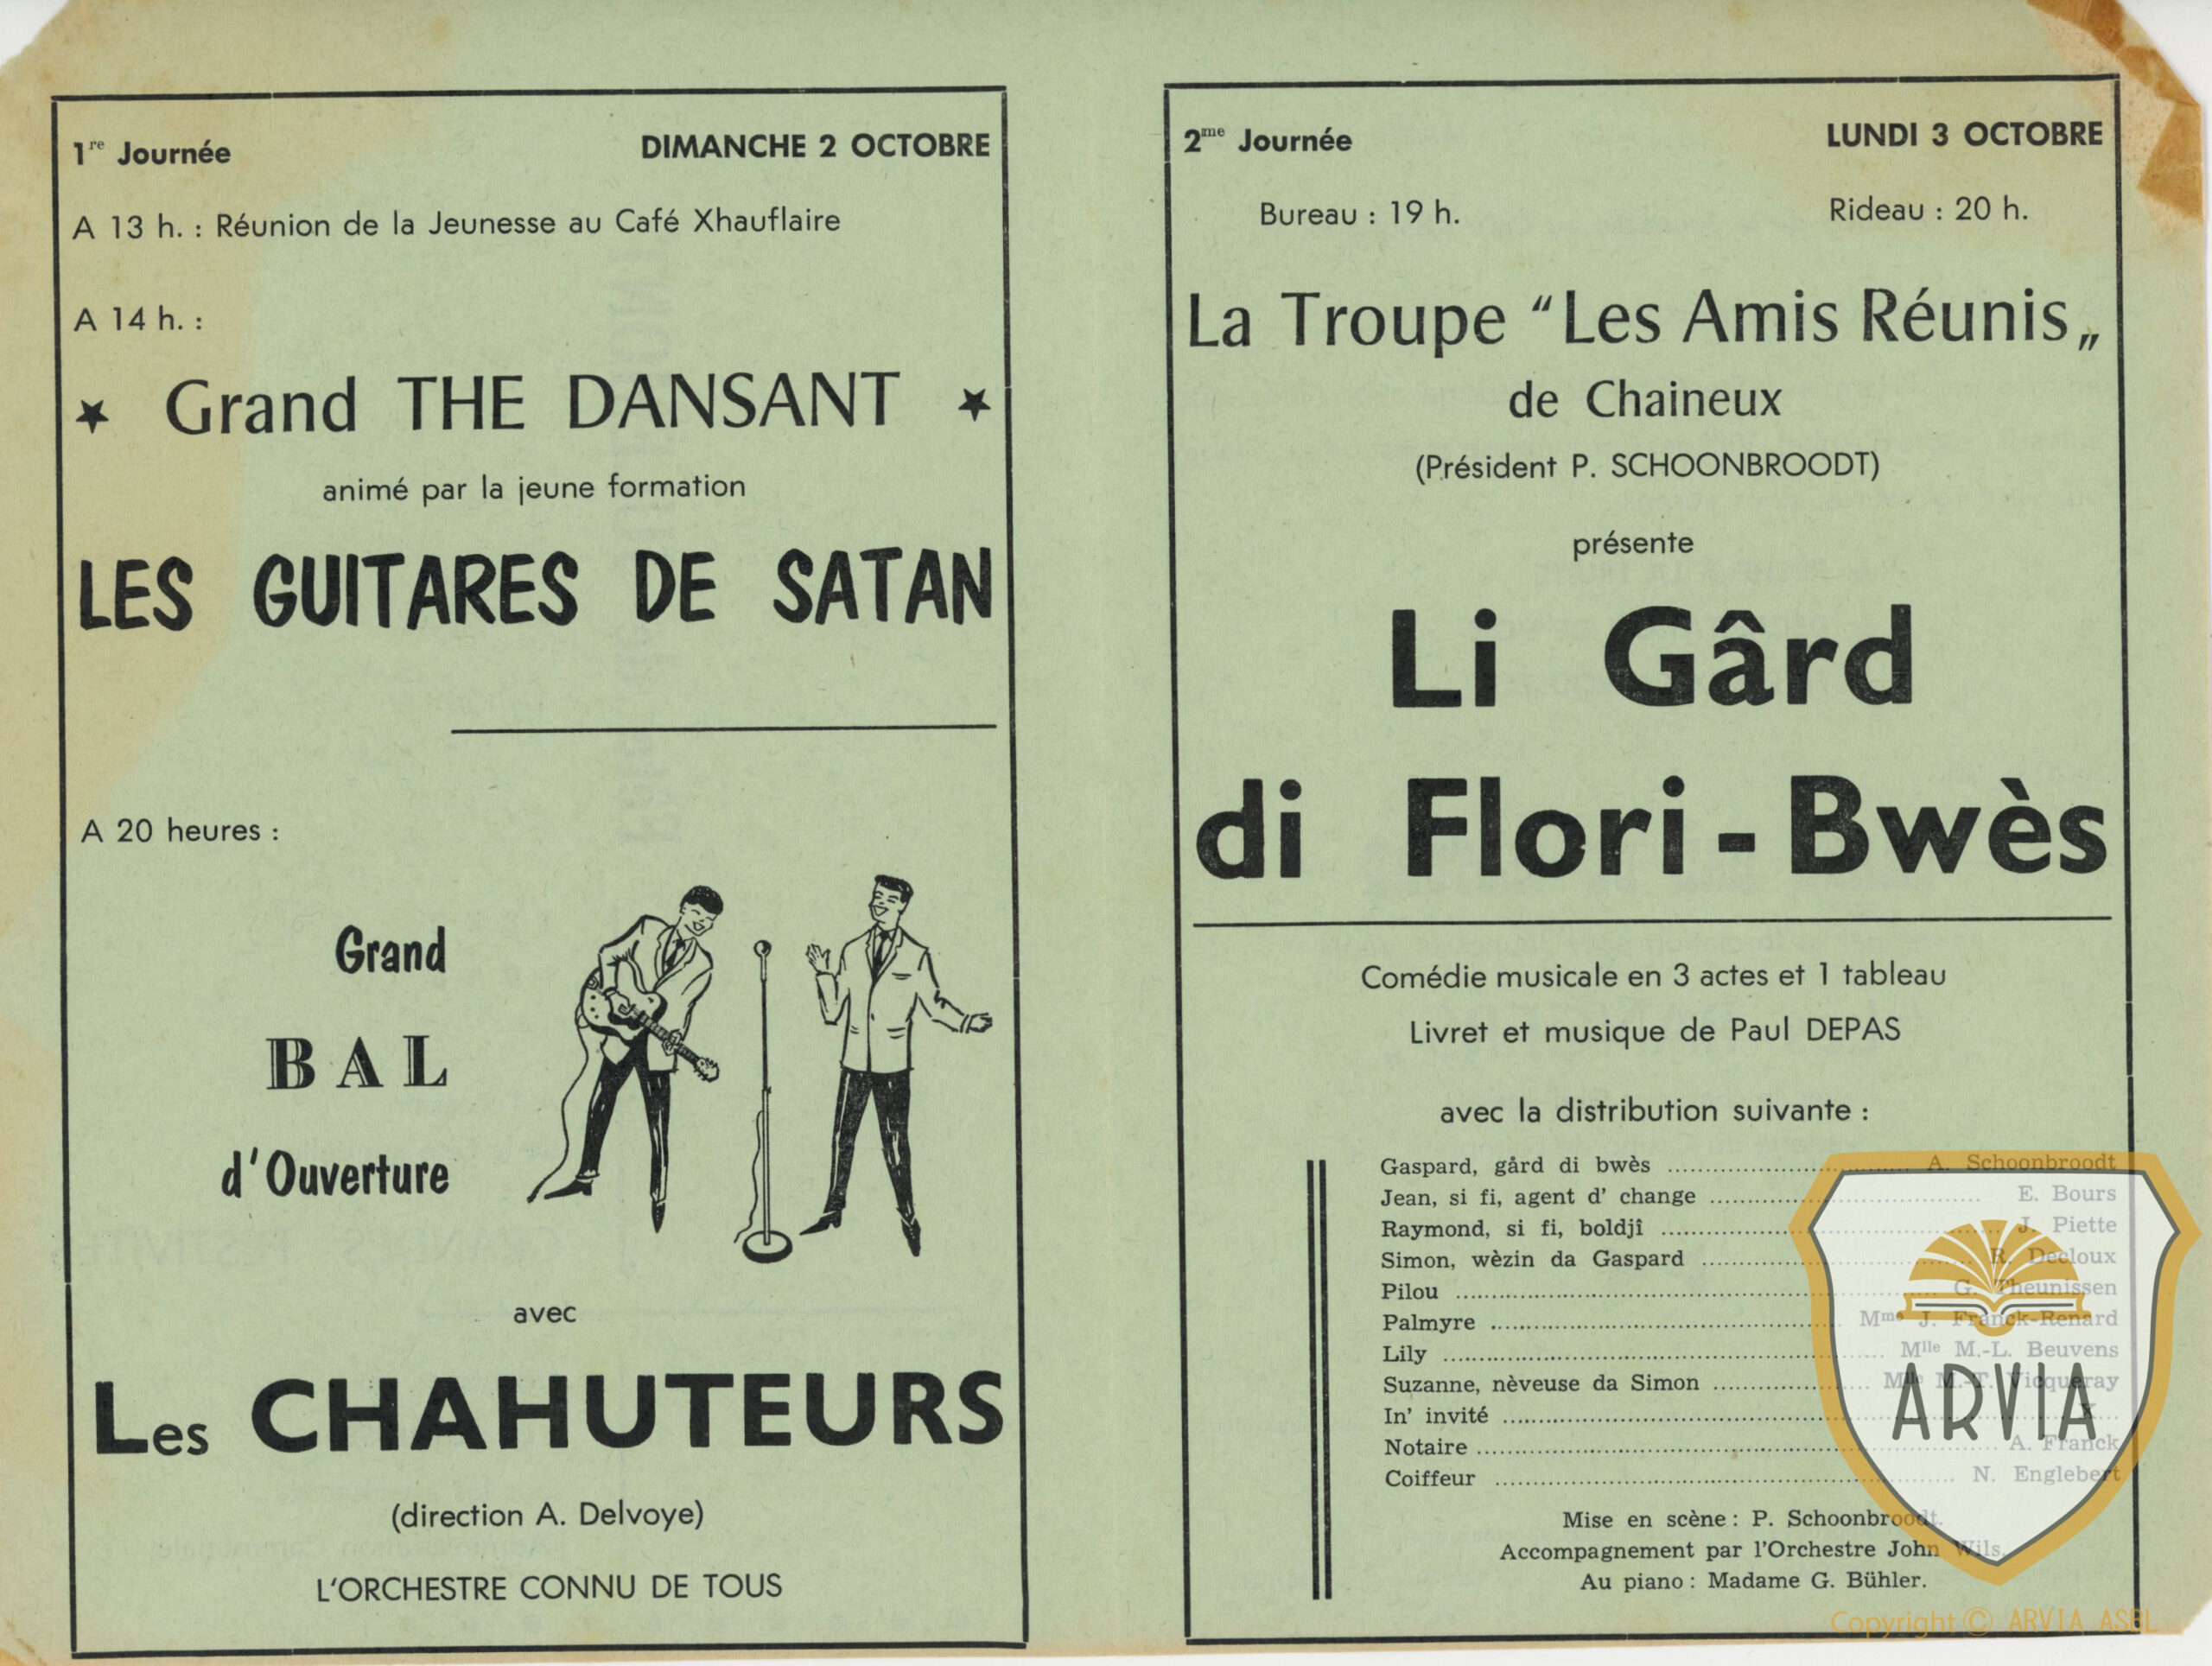 1re Journée DIMANCHE 2 OCTOBRE
A 13 h. : Réunion de la Jeunesse au Café Xhauflaire
A 14 h. :
★ Grand THE DANSANT ★
animé par la jeune formation
LES GUITARES DE SATAN
A 20 heures :
Grand
BAL
d'Ouverture
avec
Les CHAHUTEURS
(direction A. Delvoye)
L'ORCHESTRE CONNU DE TOUS
2me Journée LUNDI 3 OCTOBRE
Bureau : 19 h. Rideau : 20 h.
La Troupe “Les Amis Réunis„
de Chaineux
(Président P. SCHOONBROODT)
présente
Li Gârd
di Flori-Bwès
Comédie musicale en 3 actes et 1 tableau
Livret et musique de Paul DEPAS
avec la distribution suivante :
Gaspard, gård di bwès ........ A. Schoonbroodt
Jean, si fi, agent d' change ........ E. Bours
Raymond, si fi, boldjî ........ J. Piette
Simon, wèzin da Gaspard ........ R. Decloux
Pilou ........ G. Theunissen
Palmyre ........ Mme J. Franck-Renard
Lily ........ Mlle M.-L. Beuvens
Suzanne, nèveuse da Simon ........ Mlle M.-T. Vicqueray
In' invité ........ x...
Notaire ........ A. Franck
Coiffeur ........ N. Englebert
Mise en scène : P. Schoonbroodt.
Accompagnement par l'Orchestre John Wils.
Au piano : Madame G. Bühler.
ARVIA
Copyright © ARVIA ASBL